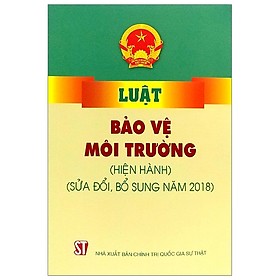 LUẬT
BẢO VỆ
MÔI TRƯỜNG
(HIỆN HÀNH)
(SỬA ĐỔI, BỔ SUNG NĂM 2018)
ST
NHÀ XUẤT BẢN CHÍNH TRỊ QUỐC GIA SỰ THẬT